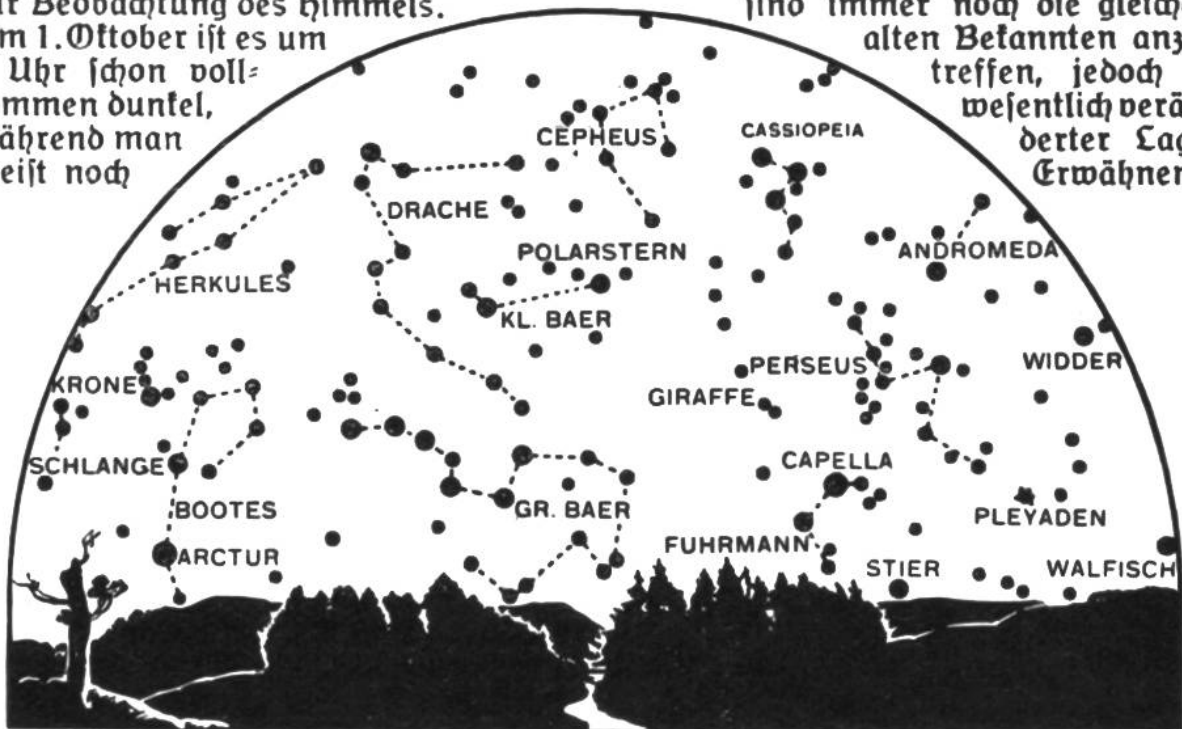 Beobachtung des Himmels.
m 1. Oktober ist es um
Uhr schon voll=
mmen dunkel,
ährend man
eist noch
sind immer noch die gleich
alten Bekannten anz
treffen, jedoch
wesentlich verä
derter Lag
Erwähnen
CEPHEUS
CASSIOPEIA
DRACHE
POLARSTERN
ANDROMEDA
HERKULES
KL. BAER
KRONE
PERSEUS
WIDDER
GIRAFFE
SCHLANGE
CAPELLA
BOOTES
GR. BAER
PLEYADEN
ARCTUR
FUHRMANN
STIER
WALFISCH